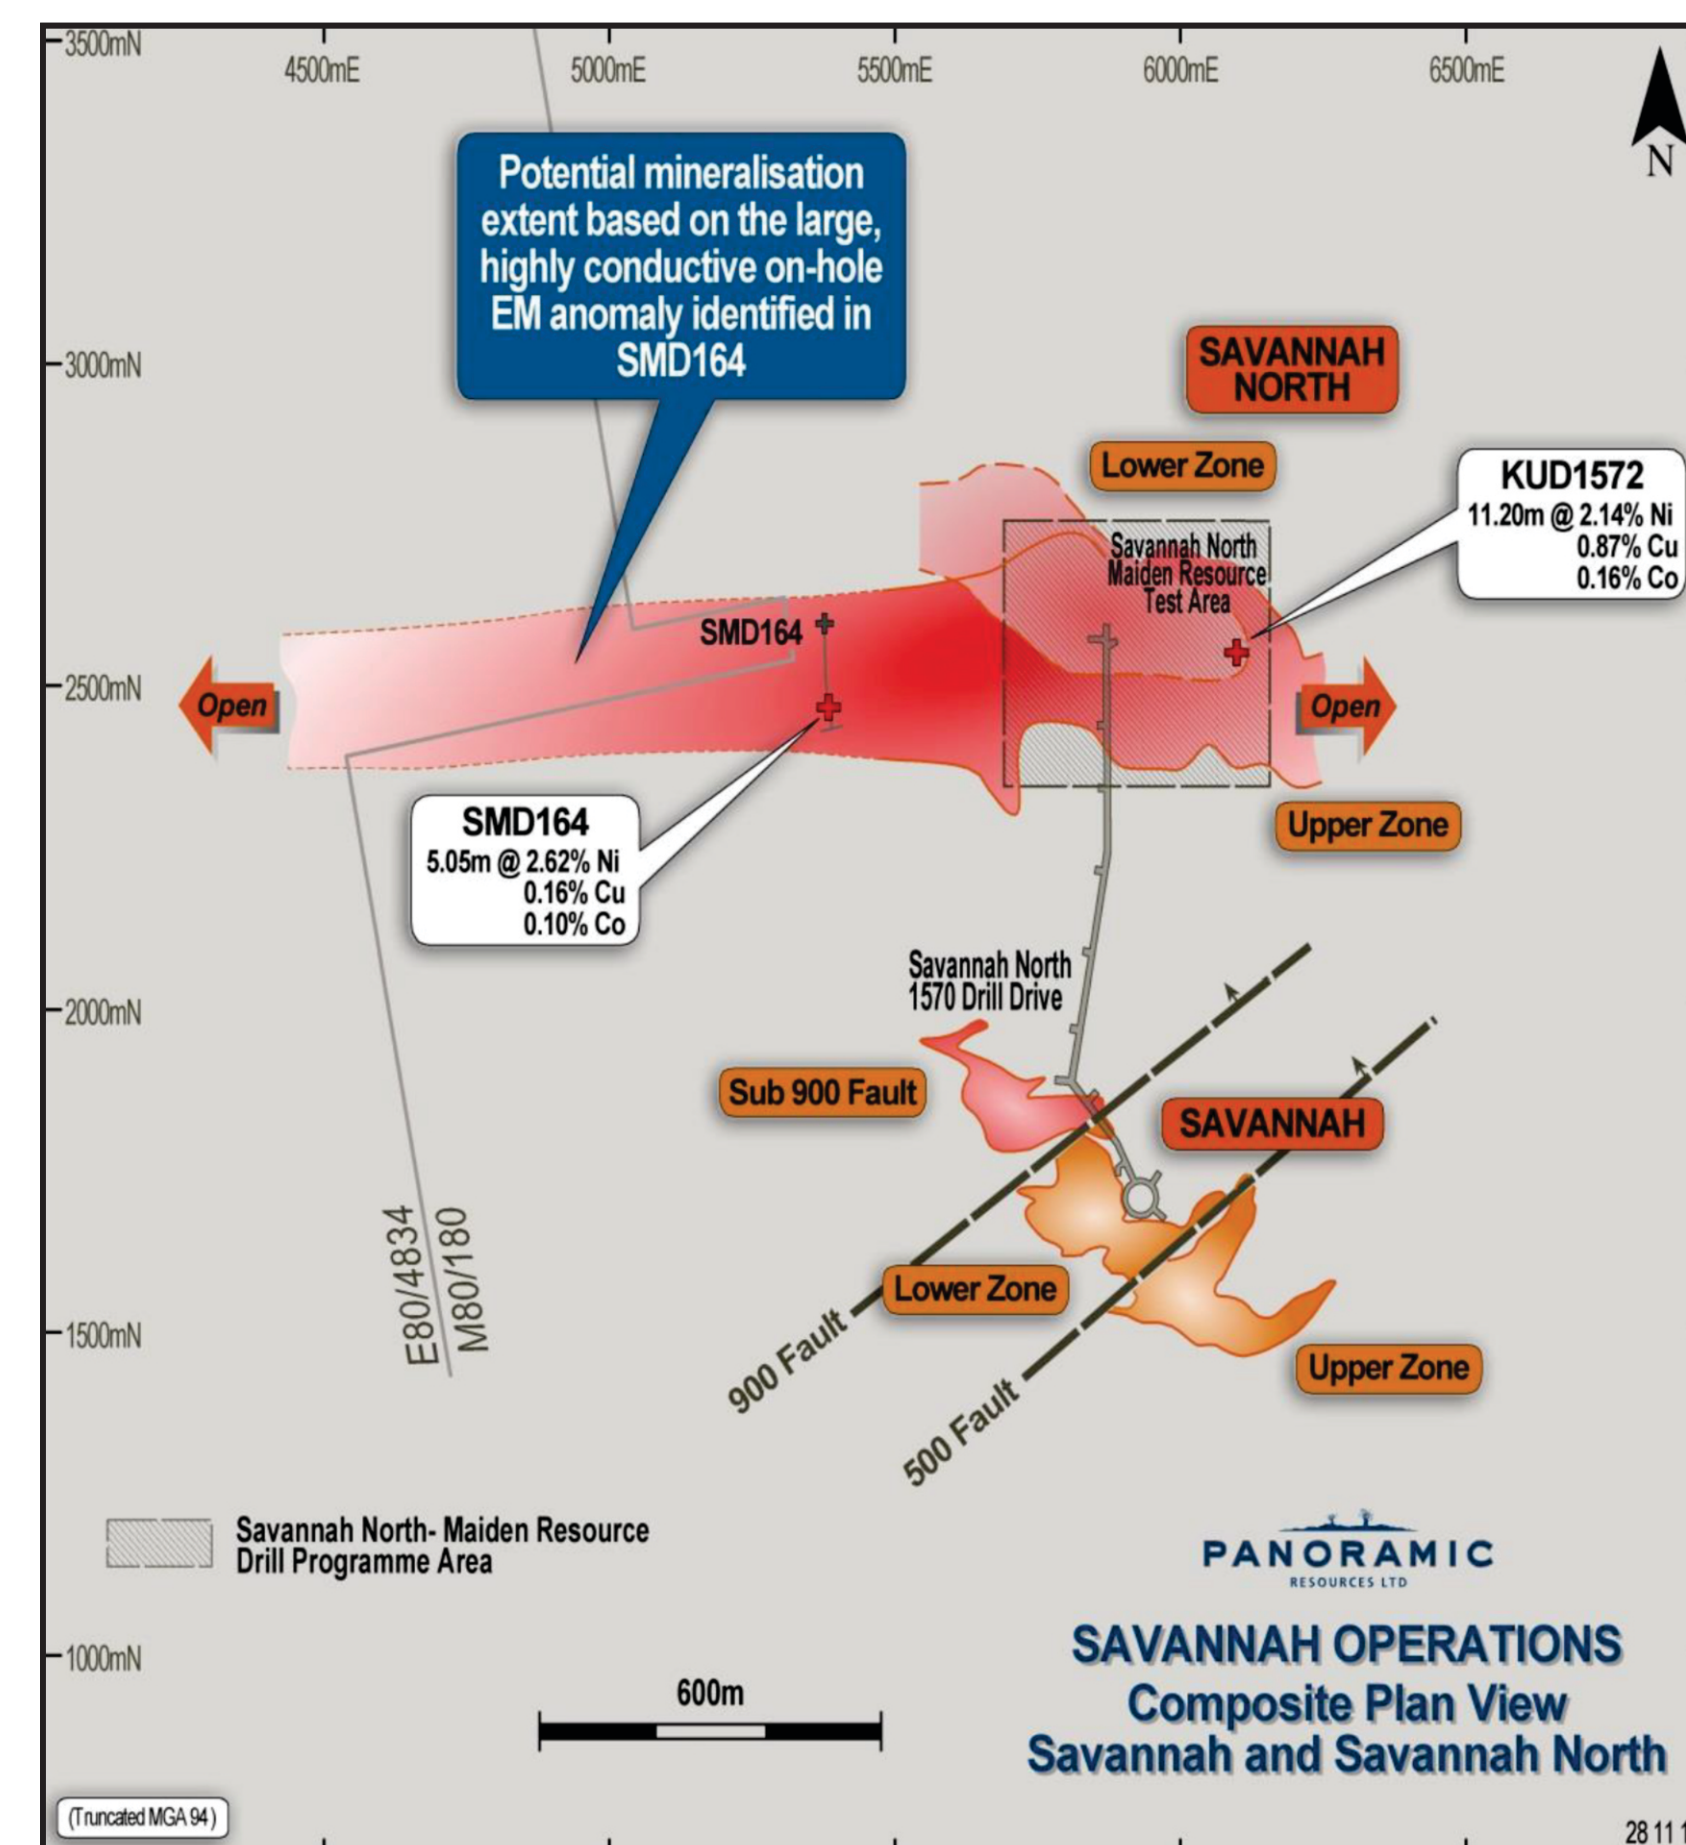 3500mN
4500mE
5000mE
5500mE
6000mE
6500mE
N
Potential mineralisation
extent based on the large,
highly conductive on-hole
EM anomaly identified in
SMD164
3000mN
SAVANNAH
NORTH
Lower Zone
KUD1572
11.20m @ 2.14% Ni
0.87% Cu
0.16% Co
Savannah North
Maiden Resource
Test Area
SMD164
2500mN
Open
Open
SMD164
5.05m @ 2.62% Ni
0.16% Cu
0.10% Co
Upper Zone
Savannah North
1570 Drill Drive
2000mN
Sub 900 Fault
SAVANNAH
E80/4834
M80/180
Lower Zone
900 Fault
1500mN
Upper Zone
500 Fault
Savannah North- Maiden Resource
Drill Programme Area
PANORAMIC
RESOURCES LTD
SAVANNAH OPERATIONS
Composite Plan View
Savannah and Savannah North
1000mN
600m
(Truncated MGA 94)
28 11 1